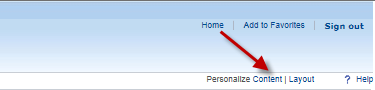 Home | Add to Favorites | Sign out
Personalize Content | Layout ? Help